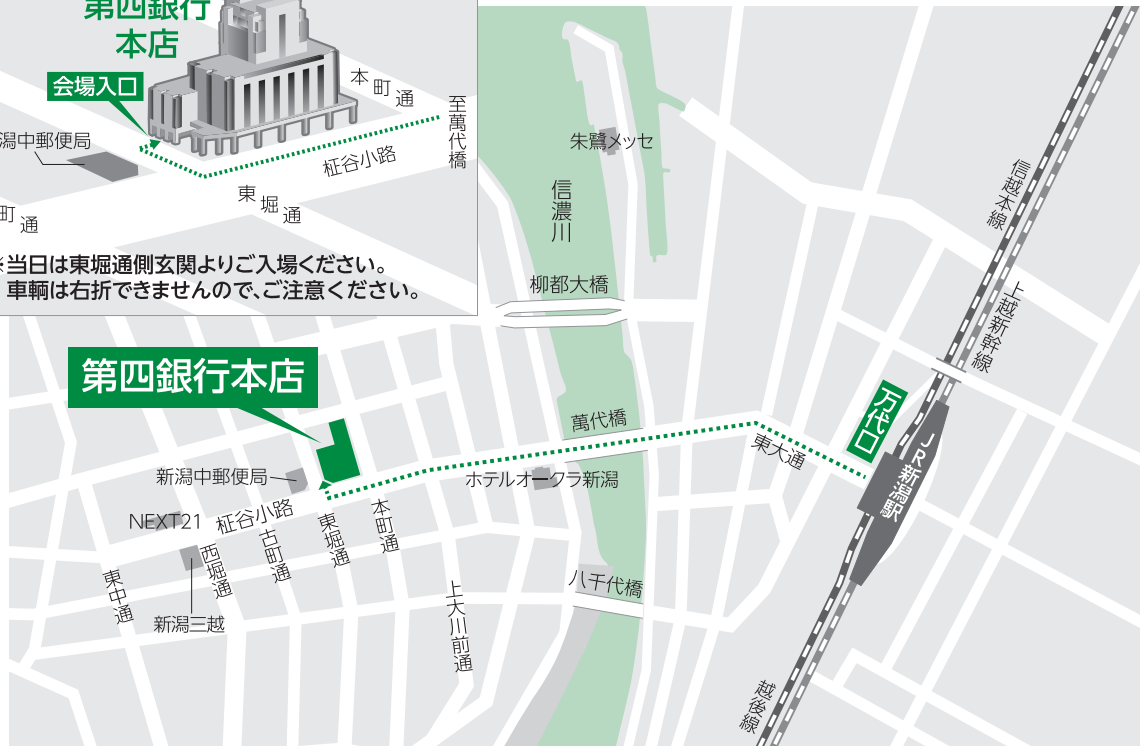 第四銀行
本店
会場入口
潟中郵便局
本町通
至萬代橋
柾谷小路
東堀通
町通
※当日は東堀通側玄関よりご入場ください。
車輌は右折できませんので、ご注意ください。
朱鷺メッセ
信濃川
柳都大橋
信越本線
上越新幹線
第四銀行本店
萬代橋
万代口
東大通
JR新潟駅
新潟中郵便局
ホテルオークラ新潟
NEXT21
柾谷小路
本町通
東堀通
古町通
西堀通
東中通
新潟三越
上大川前通
八千代橋
越後線